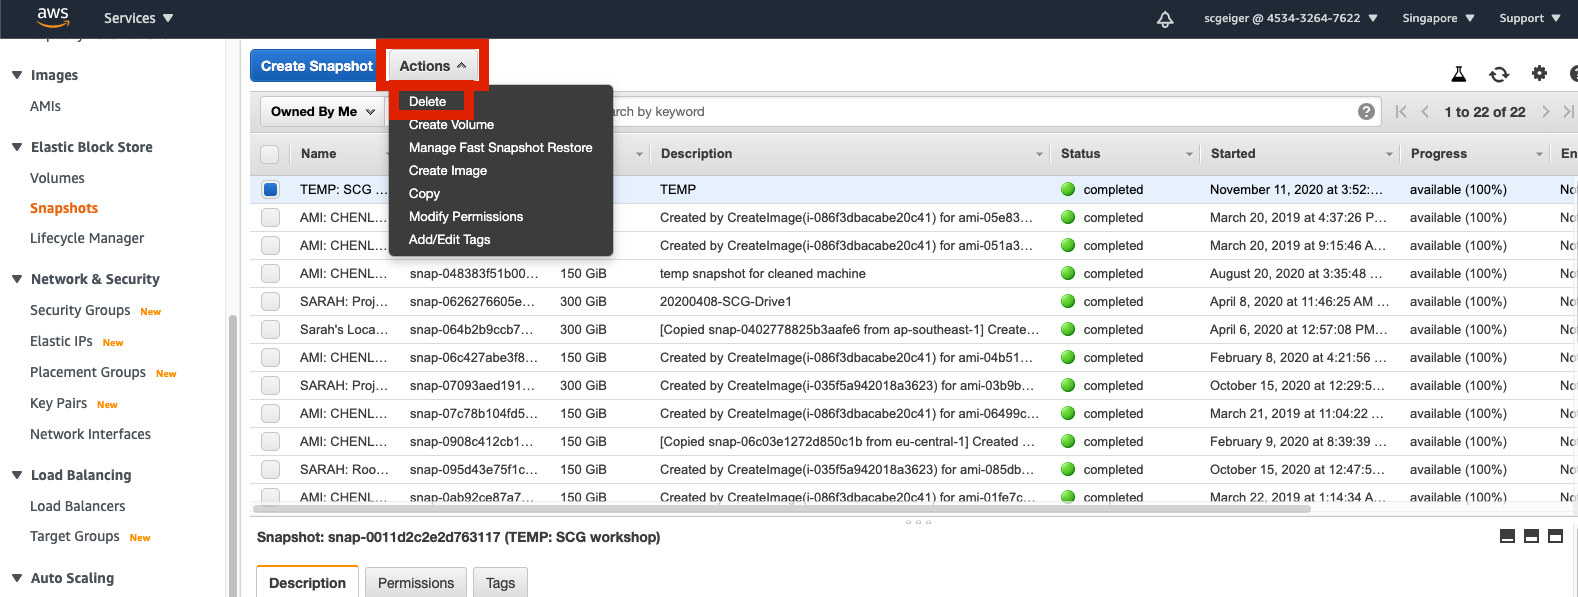 aws
Services
scgeiger @ 4534-3264-7622
Singapore
Support
Images
AMIs
Elastic Block Store
Volumes
Snapshots
Lifecycle Manager
Network & Security
Security Groups New
Elastic IPs New
Placement Groups New
Key Pairs New
Network Interfaces
Load Balancing
Load Balancers
Target Groups New
Auto Scaling
Create Snapshot
Actions
Owned By Me
by keyword
1 to 22 of 22
Delete
Create Volume
Manage Fast Snapshot Restore
Create Image
Copy
Modify Permissions
Add/Edit Tags
Name Description Status Started Progress
TEMP: SCG ... TEMP completed November 11, 2020 at 3:52:... available (100%)
AMI: CHENL... Created by CreateImage(i-086f3dbacabe20c41) for ami-05e83... completed March 20, 2019 at 4:37:26 P... available (100%)
AMI: CHENL... Created by CreateImage(i-086f3dbacabe20c41) for ami-051a3... completed March 20, 2019 at 9:15:46 A... available (100%)
AMI: CHENL... snap-048383f51b00... 150 GiB temp snapshot for cleaned machine completed August 20, 2020 at 3:35:48 ... available (100%)
SARAH: Proj... snap-0626276605e... 300 GiB 20200408-SCG-Drive1 completed April 8, 2020 at 11:46:25 AM ... available (100%)
Sarah's Loca... snap-064b2b9ccb7... 300 GiB [Copied snap-0402778825b3aafe6 from ap-southeast-1] Create... completed April 6, 2020 at 12:57:08 PM... available (100%)
AMI: CHENL... snap-06c427abe3f8... 150 GiB Created by CreateImage(i-086f3dbacabe20c41) for ami-04b51... completed February 8, 2020 at 4:21:56 ... available (100%)
SARAH: Proj... snap-07093aed191... 300 GiB Created by CreateImage(i-035f5a942018a3623) for ami-03b9b... completed October 15, 2020 at 12:29:5... available (100%)
AMI: CHENL... snap-07c78b104fd5... 150 GiB Created by CreateImage(i-086f3dbacabe20c41) for ami-06499c... completed March 21, 2019 at 11:04:22 ... available (100%)
AMI: CHENL... snap-0908c412cb1... 150 GiB [Copied snap-06c03e1272d850c1b from eu-central-1] Created ... completed February 9, 2020 at 8:39:39 ... available (100%)
SARAH: Roo... snap-095d43e75f1c... 150 GiB Created by CreateImage(i-035f5a942018a3623) for ami-085db... completed October 15, 2020 at 12:47:5... available (100%)
AMI: CHENL... snap-0ab92ce87a7... 150 GiB Created by CreateImage(i-086f3dbacabe20c41) for ami-01fe7c... completed March 22, 2019 at 1:14:34 A... available (100%)
Snapshot: snap-0011d2c2e2d763117 (TEMP: SCG workshop)
Description
Permissions
Tags